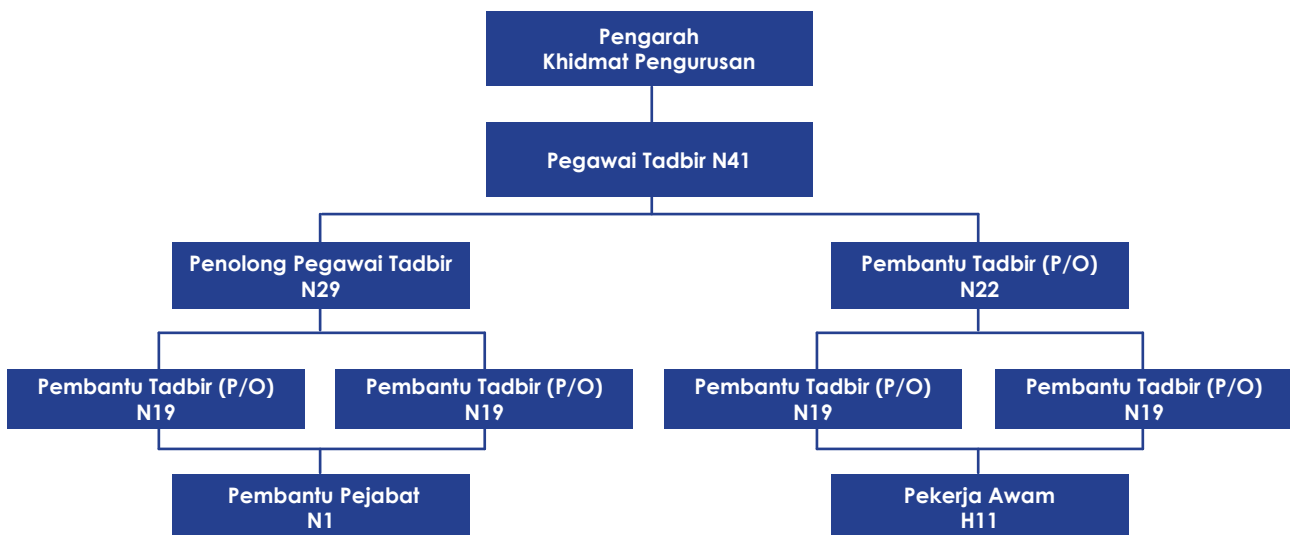 Pengarah
Khidmat Pengurusan
Pegawai Tadbir N41
Penolong Pegawai Tadbir
N29
Pembantu Tadbir (P/O)
N22
Pembantu Tadbir (P/O)
N19
Pembantu Tadbir (P/O)
N19
Pembantu Tadbir (P/O)
N19
Pembantu Tadbir (P/O)
N19
Pembantu Pejabat
N1
Pekerja Awam
H11